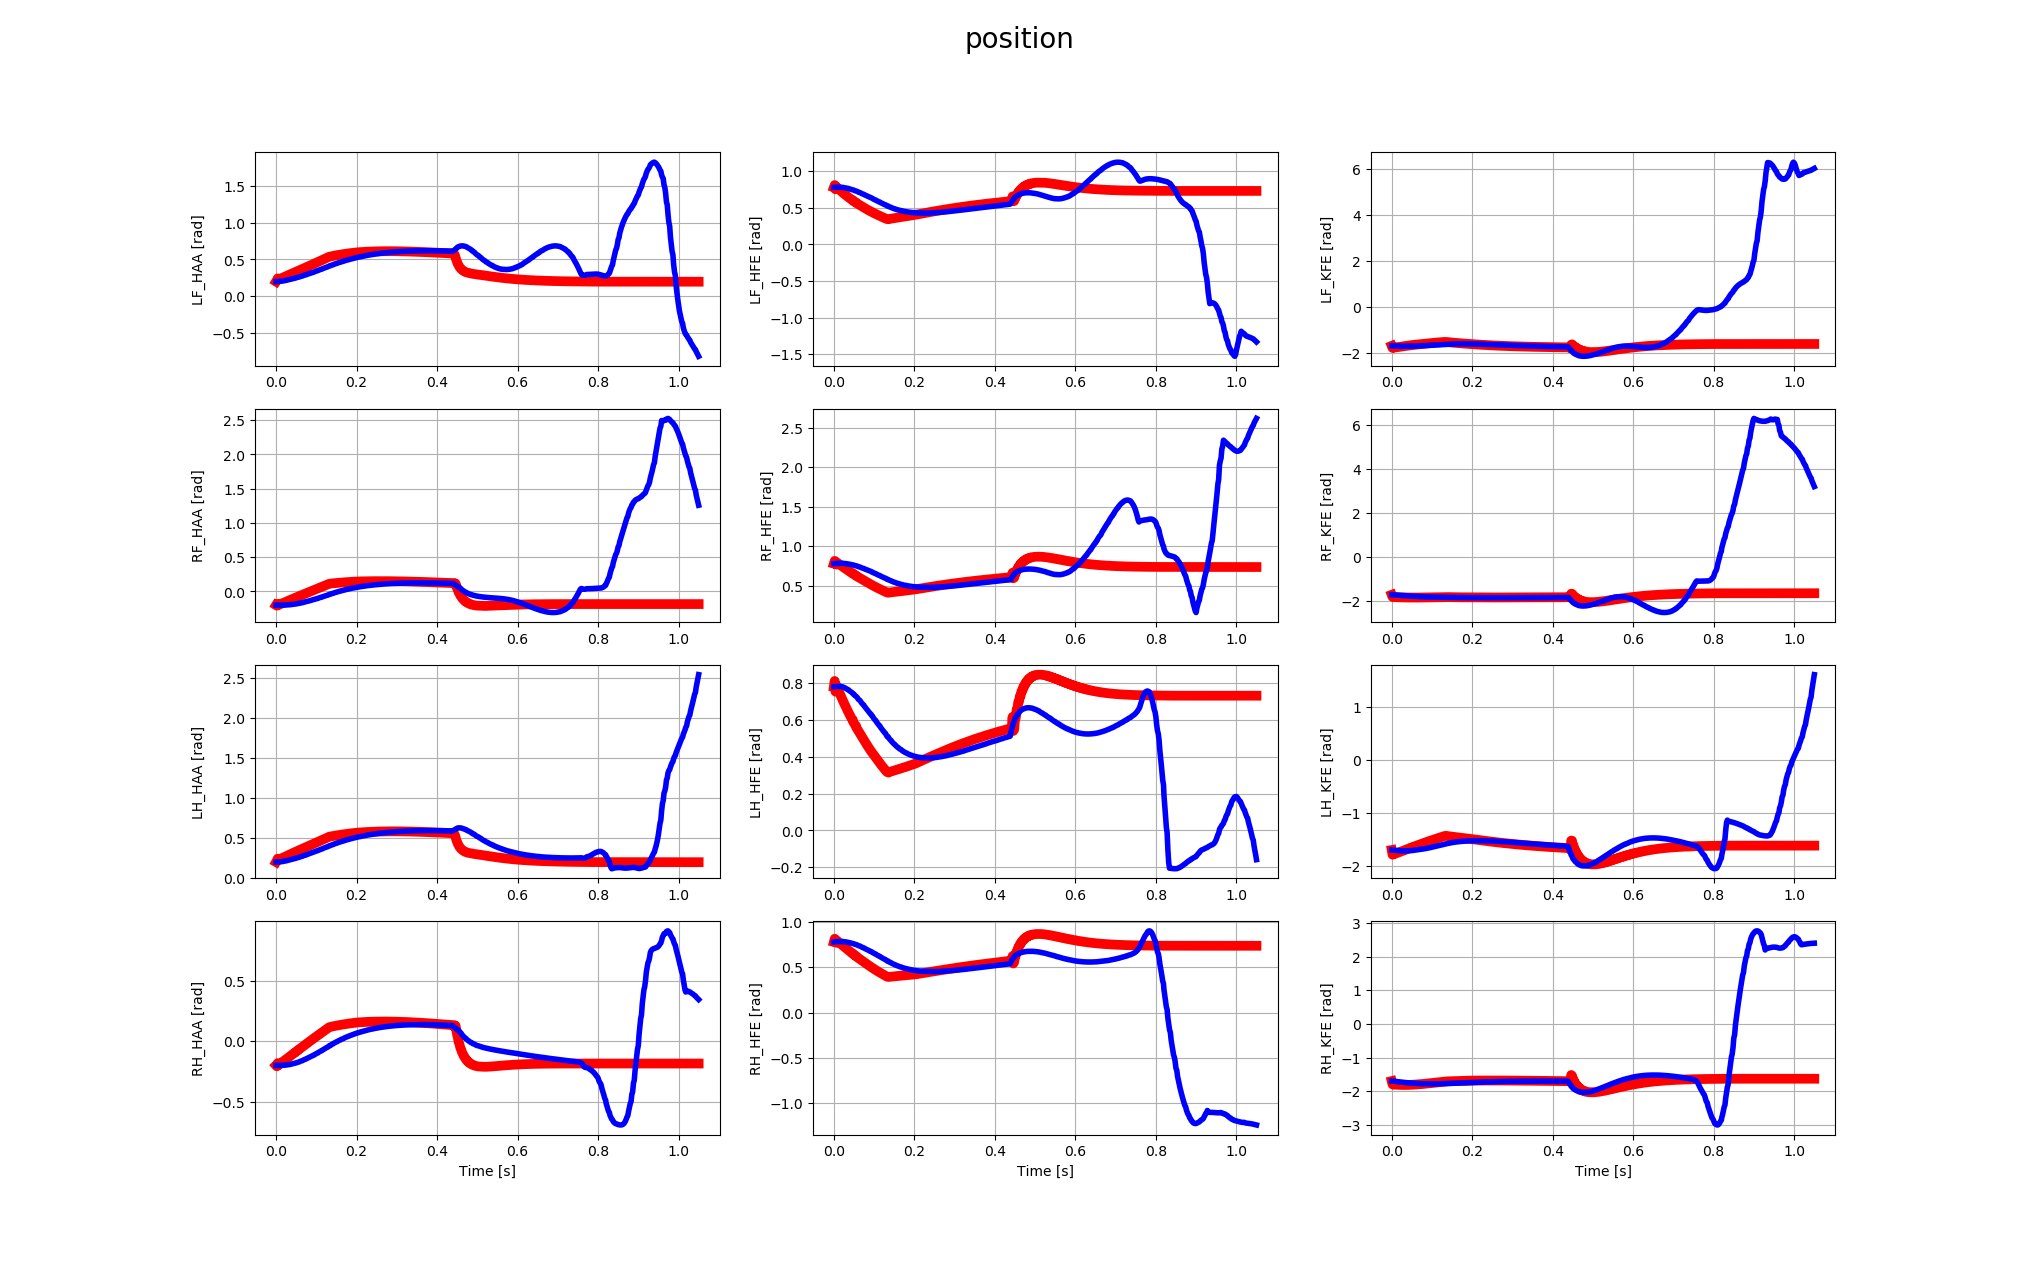 position
LF_HAA [rad]
1.5
1.0
0.5
0.0
−0.5
0.0 0.2 0.4 0.6 0.8 1.0
LF_HFE [rad]
1.0
0.5
0.0
−0.5
−1.0
−1.5
0.0 0.2 0.4 0.6 0.8 1.0
LF_KFE [rad]
6
4
2
0
−2
0.0 0.2 0.4 0.6 0.8 1.0
RF_HAA [rad]
2.5
2.0
1.5
1.0
0.5
0.0
0.0 0.2 0.4 0.6 0.8 1.0
RF_HFE [rad]
2.5
2.0
1.5
1.0
0.5
0.0 0.2 0.4 0.6 0.8 1.0
RF_KFE [rad]
6
4
2
0
−2
0.0 0.2 0.4 0.6 0.8 1.0
LH_HAA [rad]
2.5
2.0
1.5
1.0
0.5
0.0
0.0 0.2 0.4 0.6 0.8 1.0
LH_HFE [rad]
0.8
0.6
0.4
0.2
0.0
−0.2
0.0 0.2 0.4 0.6 0.8 1.0
LH_KFE [rad]
1
0
−1
−2
0.0 0.2 0.4 0.6 0.8 1.0
RH_HAA [rad]
0.5
0.0
−0.5
0.0 0.2 0.4 0.6 0.8 1.0
Time [s]
RH_HFE [rad]
1.0
0.5
0.0
−0.5
−1.0
0.0 0.2 0.4 0.6 0.8 1.0
Time [s]
RH_KFE [rad]
3
2
1
0
−1
−2
−3
0.0 0.2 0.4 0.6 0.8 1.0
Time [s]